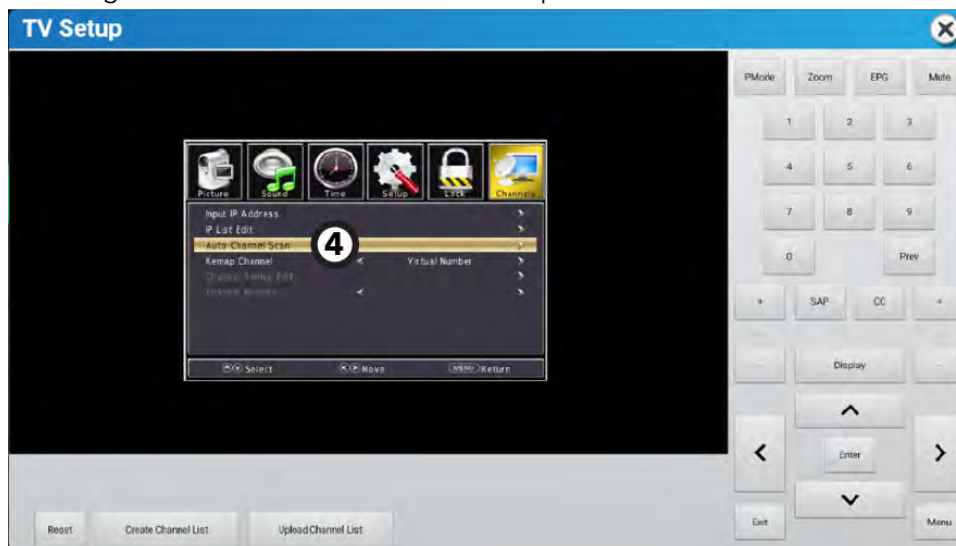 TV Setup
Picture Sound Time Setup Lock Channels
Input IP Address
IP List Edit
Auto Channel Scan
4
Remap Channel Virtual Number
Select Move MENU Return
PMode Zoom EPG Mute
1 2 3
4 5 6
7 8 9
0 Prev
+ SAP CC +
- Display -
Enter
Exit Menu
Reset Create Channel List Upload Channel List